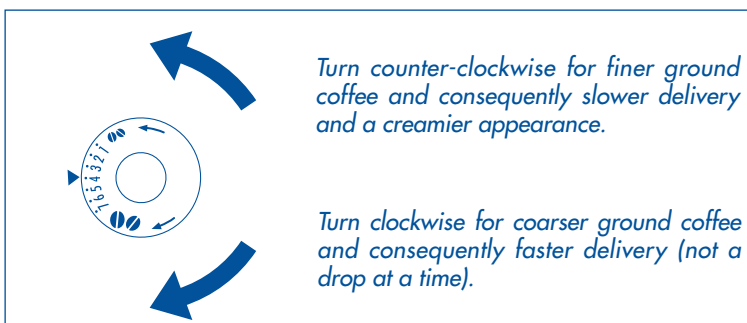 Turn counter-clockwise for finer ground
coffee and consequently slower delivery
and a creamier appearance.
7654321
Turn clockwise for coarser ground coffee
and consequently faster delivery (not a
drop at a time).